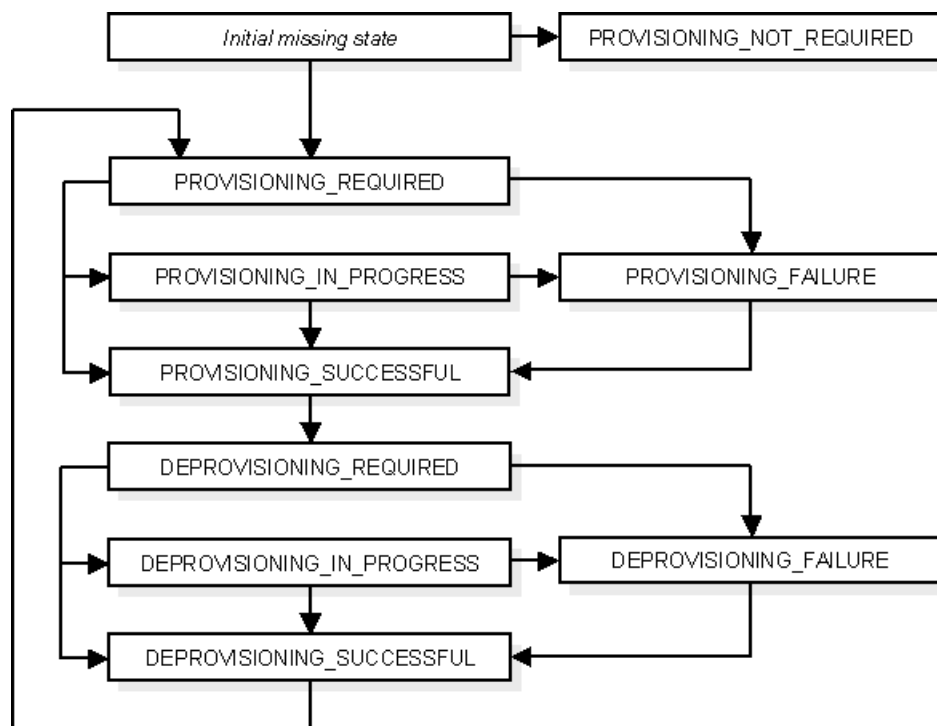 Initial missing state
PROVISIONING_NOT_REQUIRED
PROVISIONING_REQUIRED
PROVISIONING_IN_PROGRESS
PROVISIONING_FAILURE
PROVISIONING_SUCCESSFUL
DEPROVISIONING_REQUIRED
DEPROVISIONING_IN_PROGRESS
DEPROVISIONING_FAILURE
DEPROVISIONING_SUCCESSFUL